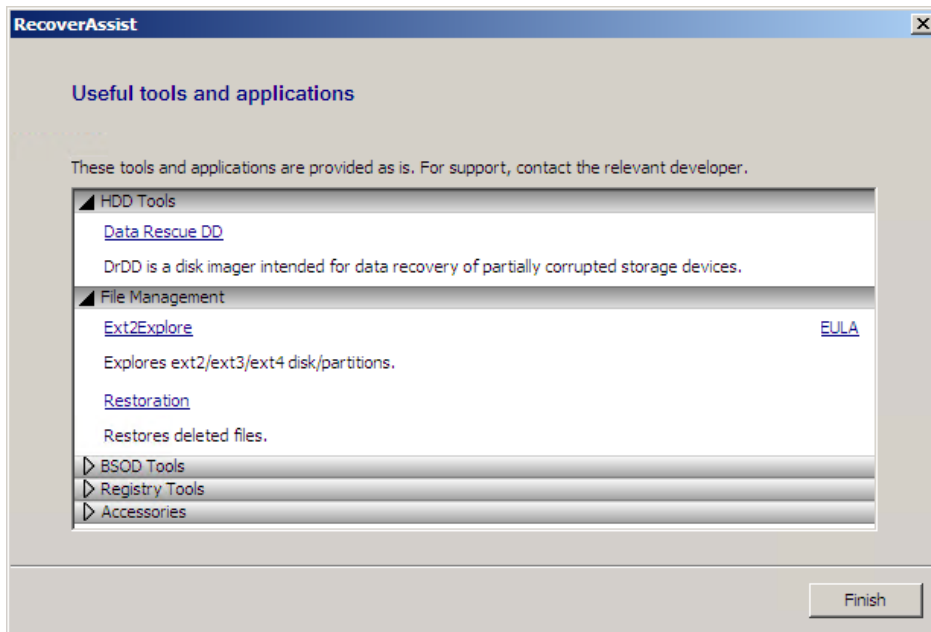 RecoverAssist
Useful tools and applications
These tools and applications are provided as is. For support, contact the relevant developer.
HDD Tools
Data Rescue DD
DrDD is a disk imager intended for data recovery of partially corrupted storage devices.
File Management
Ext2Explore EULA
Explores ext2/ext3/ext4 disk/partitions.
Restoration
Restores deleted files.
BSOD Tools
Registry Tools
Accessories
Finish